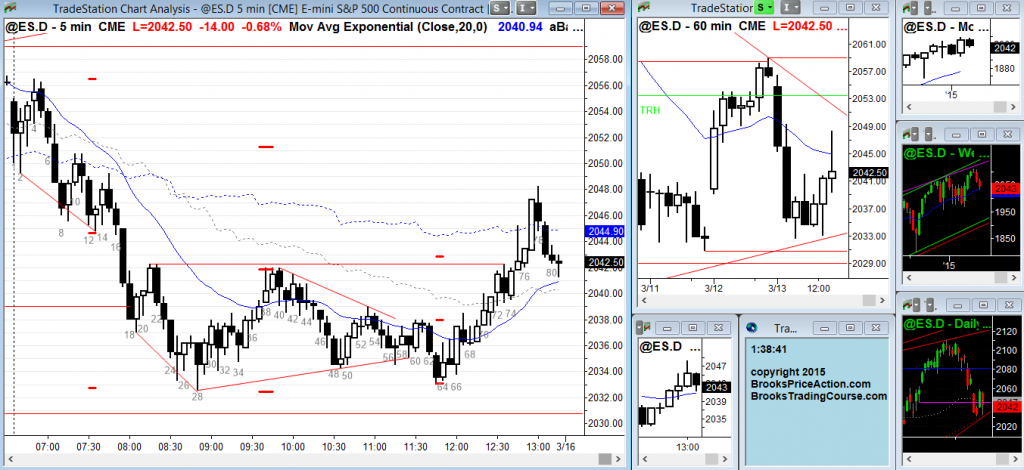 TradeStation Chart Analysis - @ES.D 5 min [CME] E-mini S&P 500 Continuous Contract |
S I
@ES.D - 5 min CME L=2042.50 -14.00 -0.68% Mov Avg Exponential (Close,20,0) 2040.94
2058.00
2056.00
2054.00
2052.00
2050.00
2048.00
2046.00
2044.90
2042.50
2040.00
2038.00
2036.00
2034.00
2032.00
2030.00
2 4 6 8 10 12 14 16 18 20 22 24 26 28 30 32 34 36 38 40 42 44 46 48 50 52 54 56 58 60 62 64 66 68 70 72 74 76 78 80
07:00 07:30 08:00 08:30 09:00 09:30 10:00 10:30 11:00 11:30 12:00 12:30 13:00 3/16
TradeStation
S I
@ES.D - 60 min CME L=2042.50 ...
TRH
2061.00
2057.00
2053.00
2049.00
2045.00
2042.50
2041.00
2037.00
2033.00
2029.00
3/11 3/12 3/13 12:00
@ES.D ...
2047
2043
2039
2035
13:00
Tra...
1:38:41
copyright 2015
BrooksPriceAction.com
BrooksTradingCourse.com
@ES.D - Mc ...
2042
1880
'15
@ES.D - We ...
2043
1950
1850
'15
@ES.D - Daily ...
2120
2100
2080
2060
2042
2020